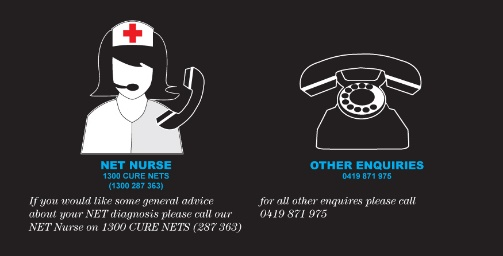 NET NURSE
1300 CURE NETS
(1300 287 363)
If you would like some general advice
about your NET diagnosis please call our
NET Nurse on 1300 CURE NETS (287 363)
OTHER ENQUIRIES
0419 871 975
for all other enquires please call
0419 871 975